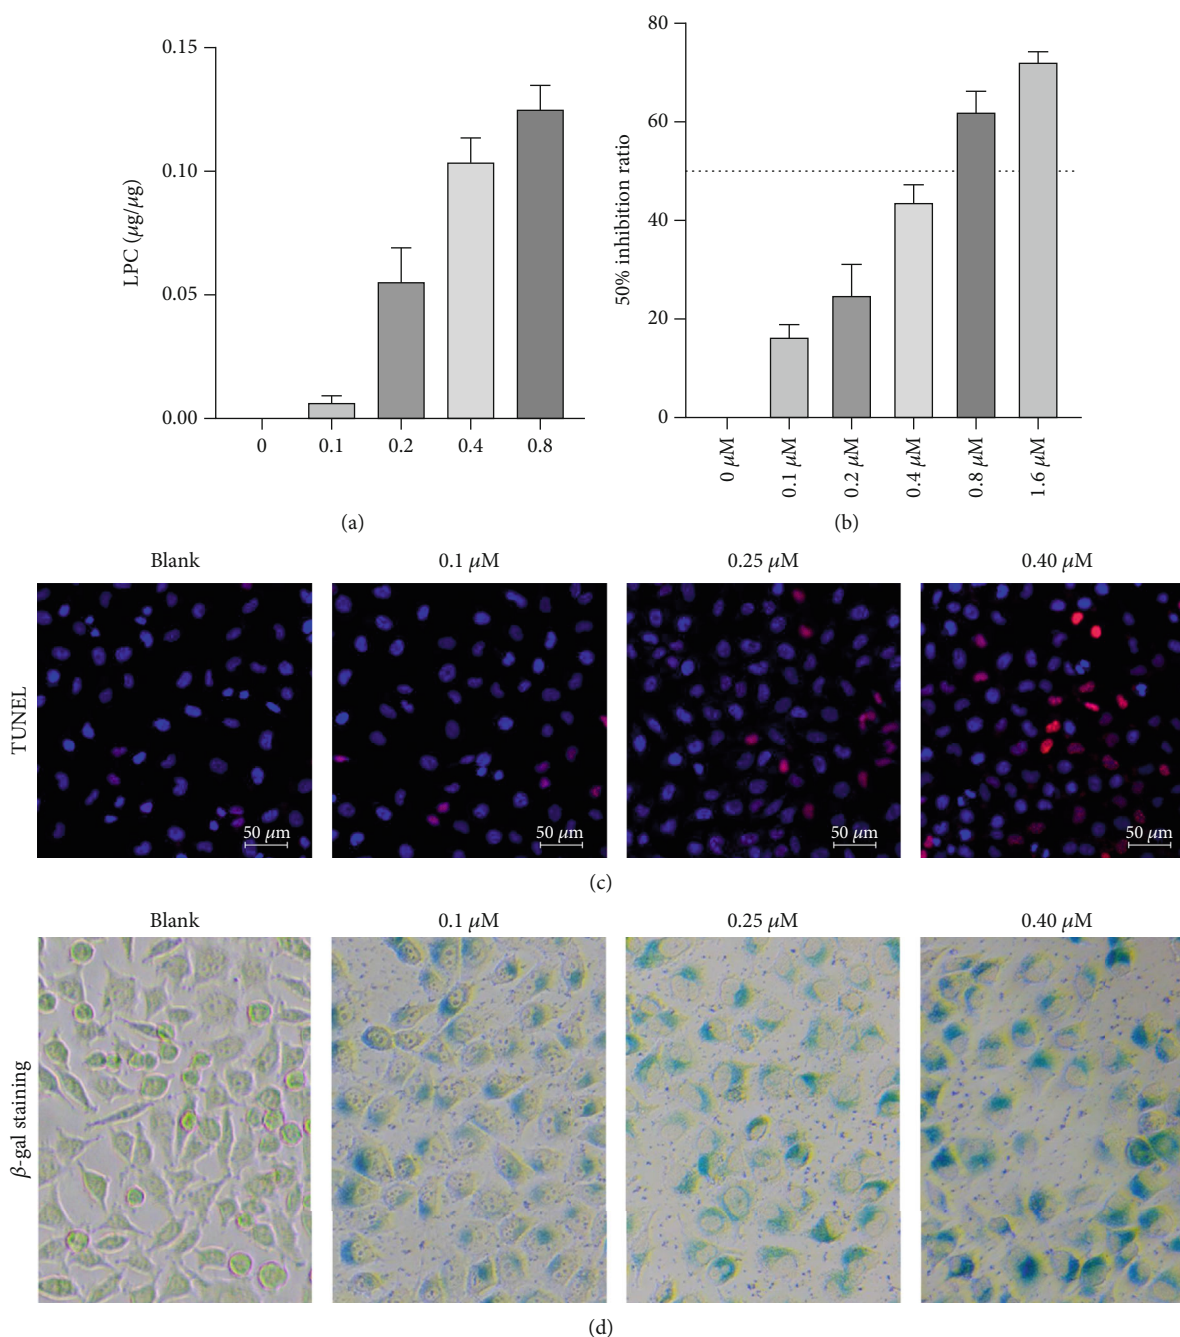 0.15
0.10
0.05
0.00
LPC (μg/μg)
0 0.1 0.2 0.4 0.8
(a)
80
60
40
20
0
50% inhibition ratio
0 μM
0.1 μM
0.2 μM
0.4 μM
0.8 μM
1.6 μM
(b)
Blank 0.1 μM 0.25 μM 0.40 μM
TUNEL
50 μm 50 μm 50 μm 50 μm
(c)
Blank 0.1 μM 0.25 μM 0.40 μM
β-gal staining
(d)